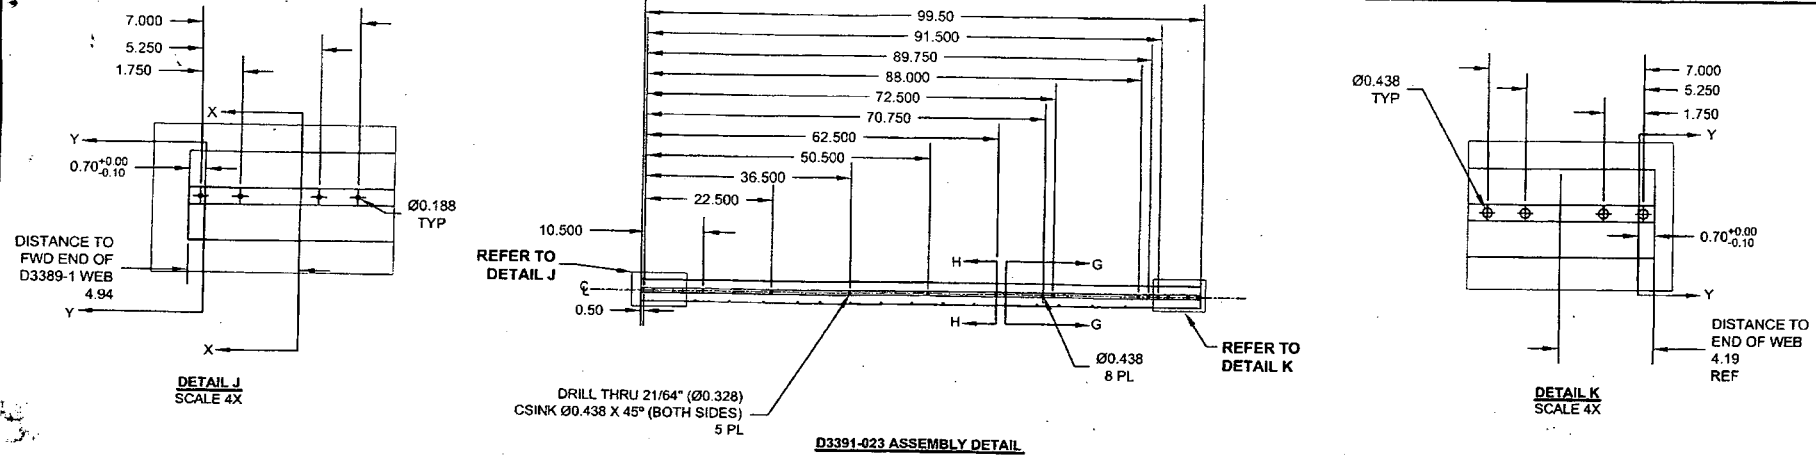 7.000
5.250
1.750
X
Y
0.70 +0.00 -0.10
Ø0.188
TYP
DISTANCE TO
FWD END OF
D3389-1 WEB
4.94
Y
X
DETAIL J
SCALE 4X
99.50
91.500
89.750
88.000
72.500
70.750
62.500
50.500
36.500
22.500
10.500
REFER TO
DETAIL J
H
G
℄
0.50
H
G
Ø0.438
8 PL
REFER TO
DETAIL K
DRILL THRU 21/64" (Ø0.328)
CSINK Ø0.438 X 45° (BOTH SIDES)
5 PL
D3391-023 ASSEMBLY DETAIL
Ø0.438
TYP
7.000
5.250
1.750
Y
0.70 +0.00 -0.10
Y
DISTANCE TO
END OF WEB
4.19
REF
DETAIL K
SCALE 4X